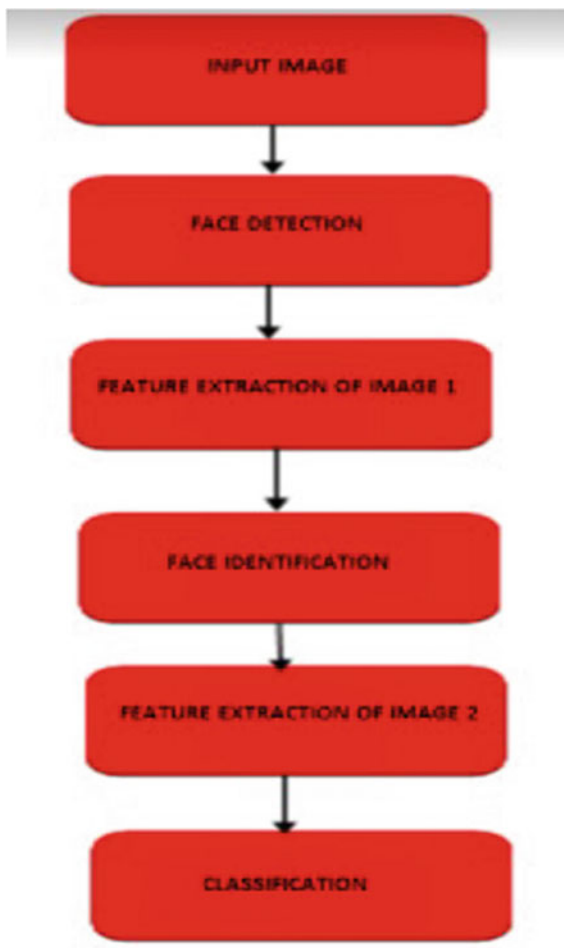 INPUT IMAGE
FACE DETECTION
FEATURE EXTRACTION OF IMAGE 1
FACE IDENTIFICATION
FEATURE EXTRACTION OF IMAGE 2
CLASSIFICATION